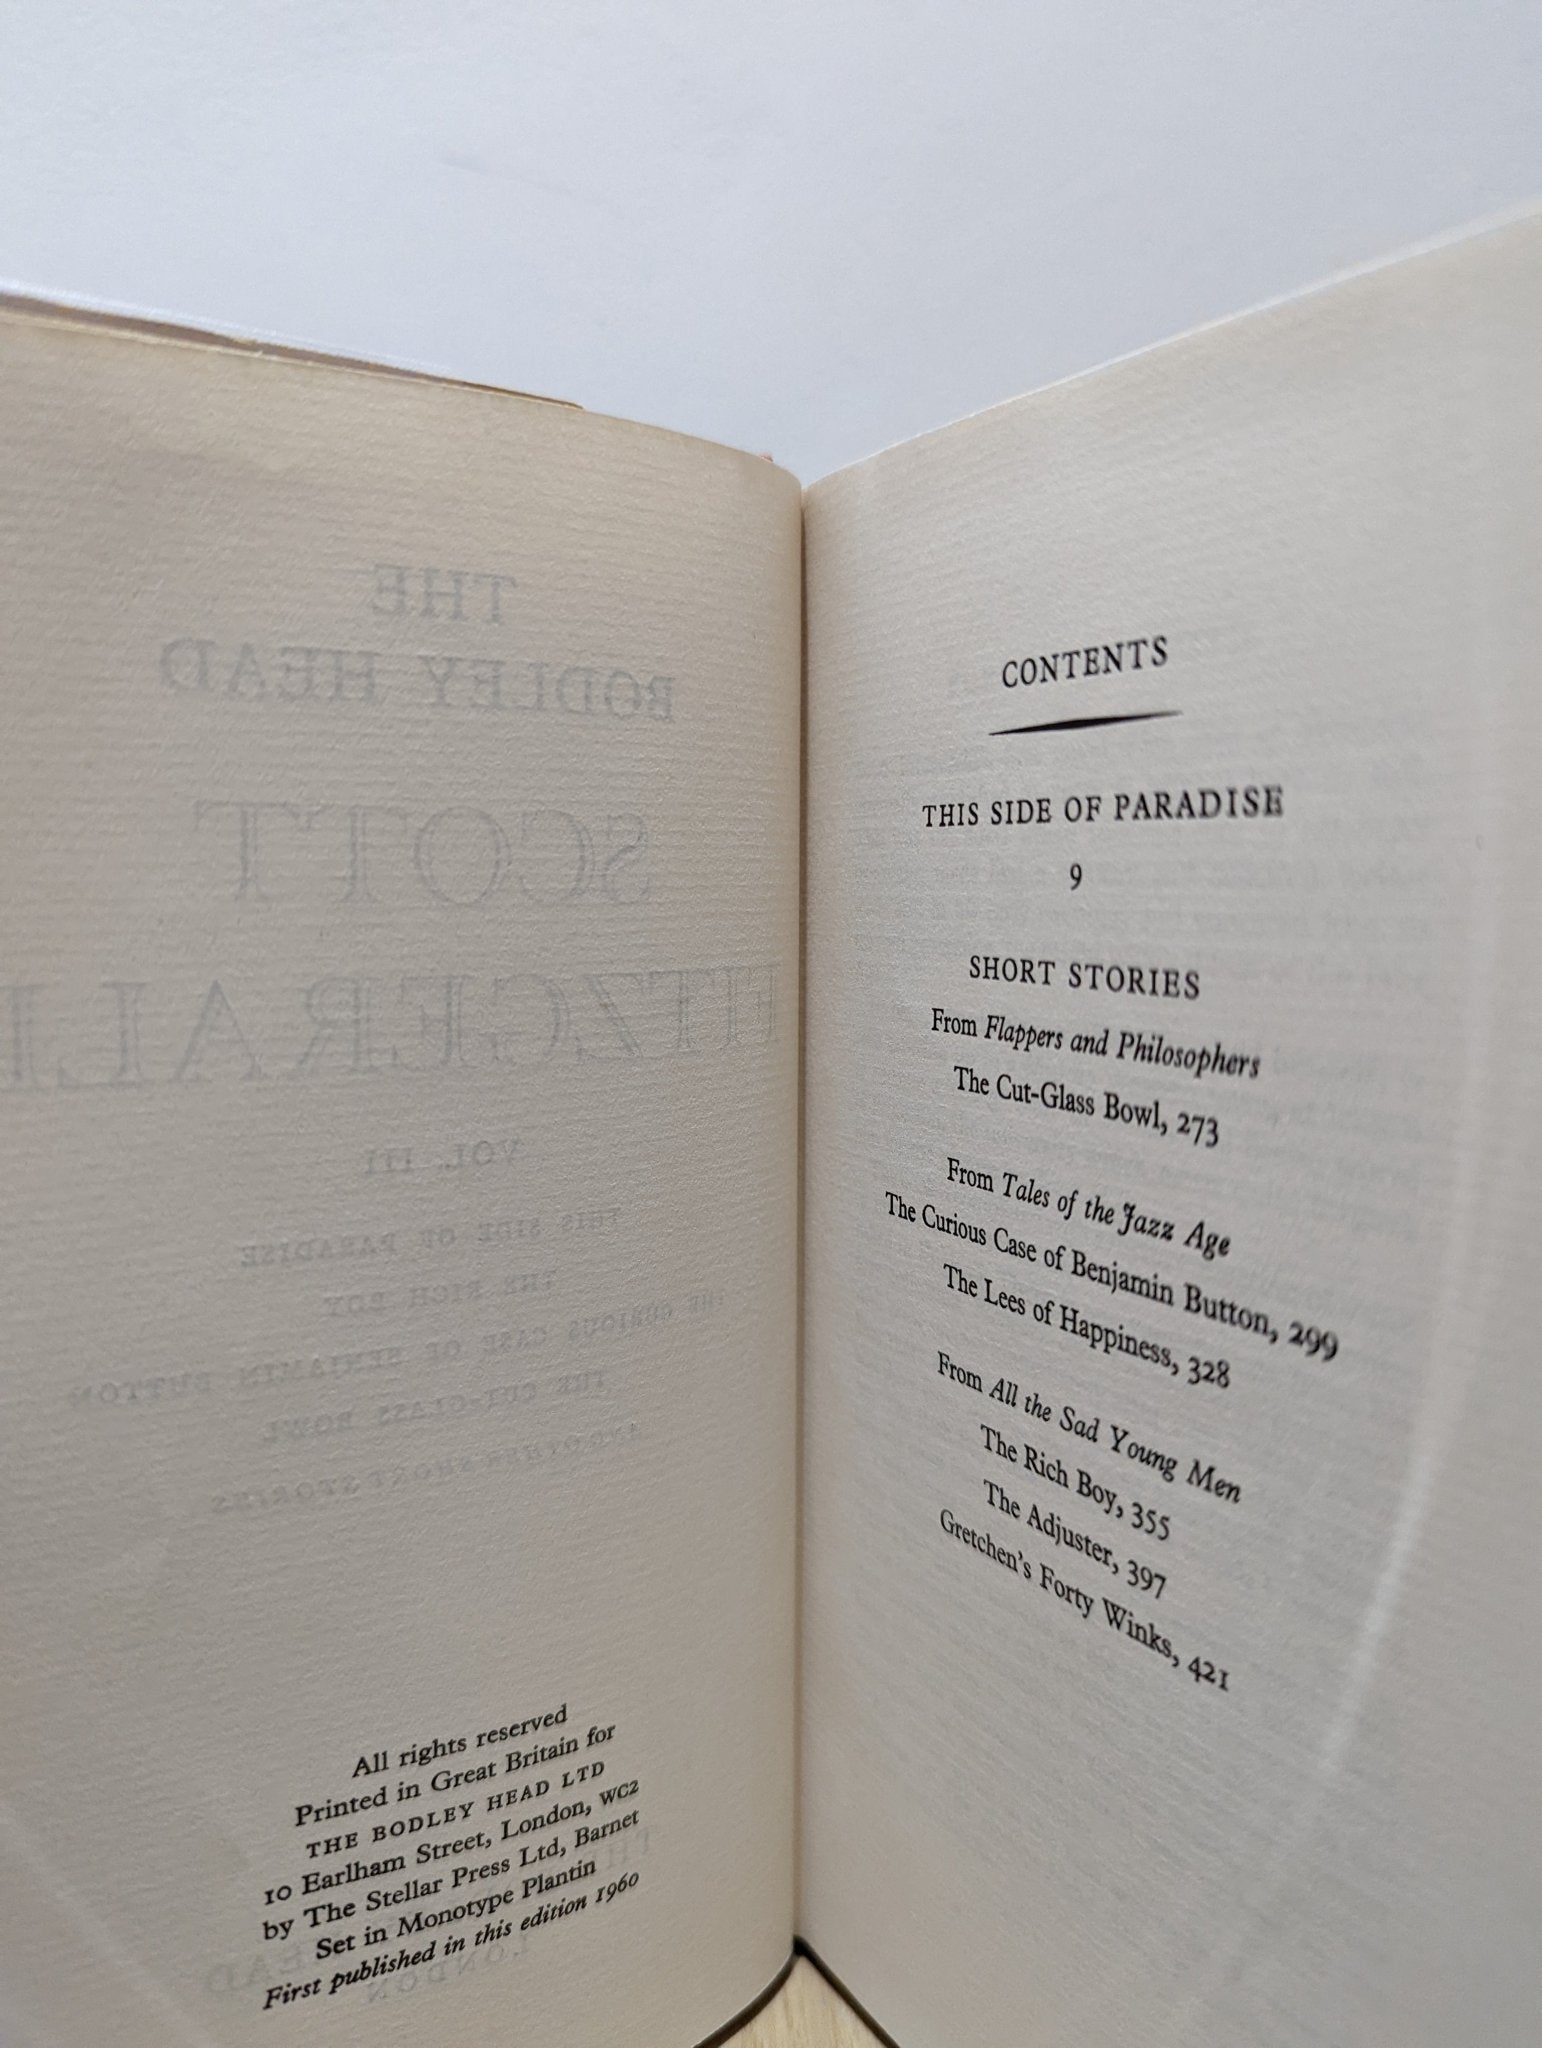 All rights reserved
Printed in Great Britain for
THE BODLEY HEAD LTD
10 Earlham Street, London, WC2
by The Stellar Press Ltd, Barnet
Set in Monotype Plantin
First published in this edition 1960
CONTENTS
THIS SIDE OF PARADISE
9
SHORT STORIES
From Flappers and Philosophers
The Cut-Glass Bowl, 273
From Tales of the Jazz Age
The Curious Case of Benjamin Button, 299
The Lees of Happiness, 328
From All the Sad Young Men
The Rich Boy, 355
The Adjuster, 397
Gretchen's Forty Winks, 421